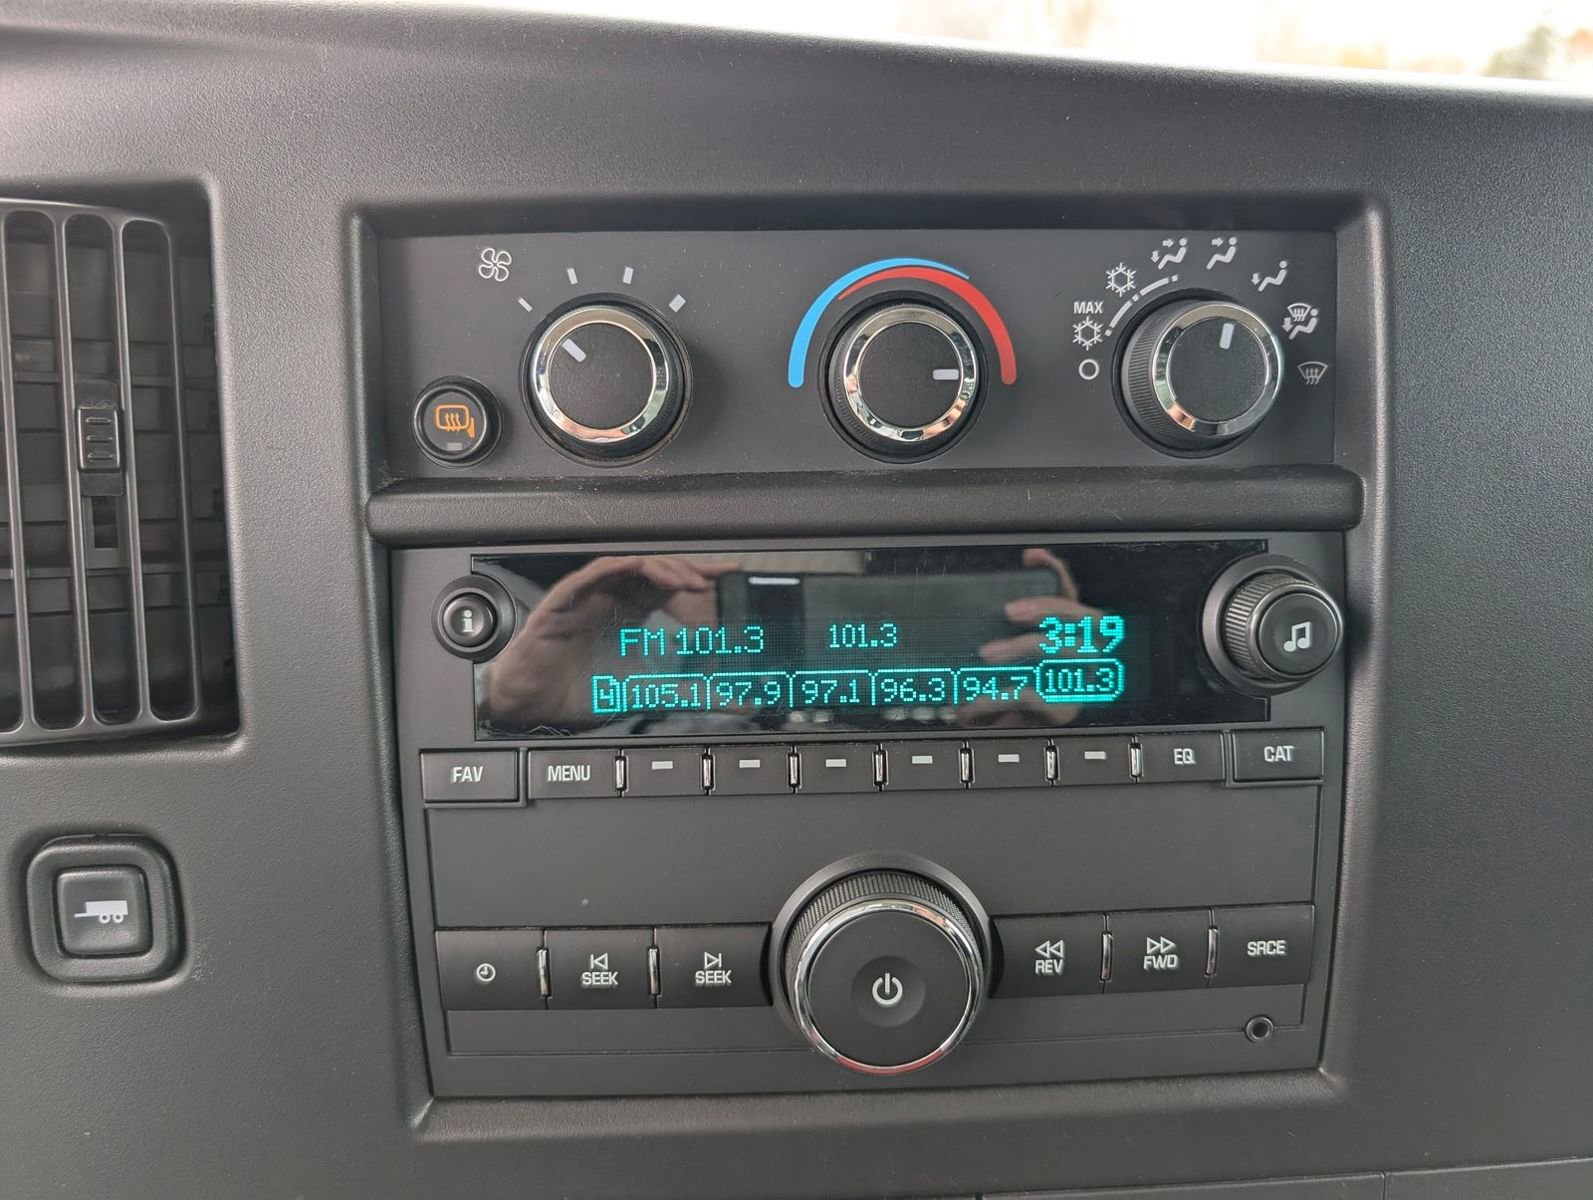 MAX
i
FM 101.3 101.3 3:19
4 105.1 97.9 97.1 96.3 94.7 101.3
FAV MENU EQ CAT
SEEK SEEK REV FWD SRCE